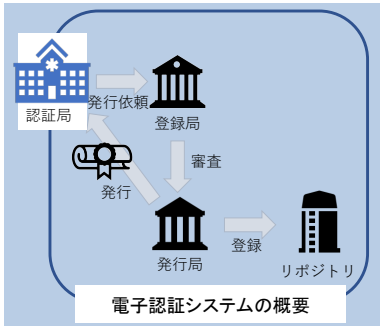 発行依頼
認証局
登録局
審査
発行
発行局
登録
リポジトリ
電子認証システムの概要